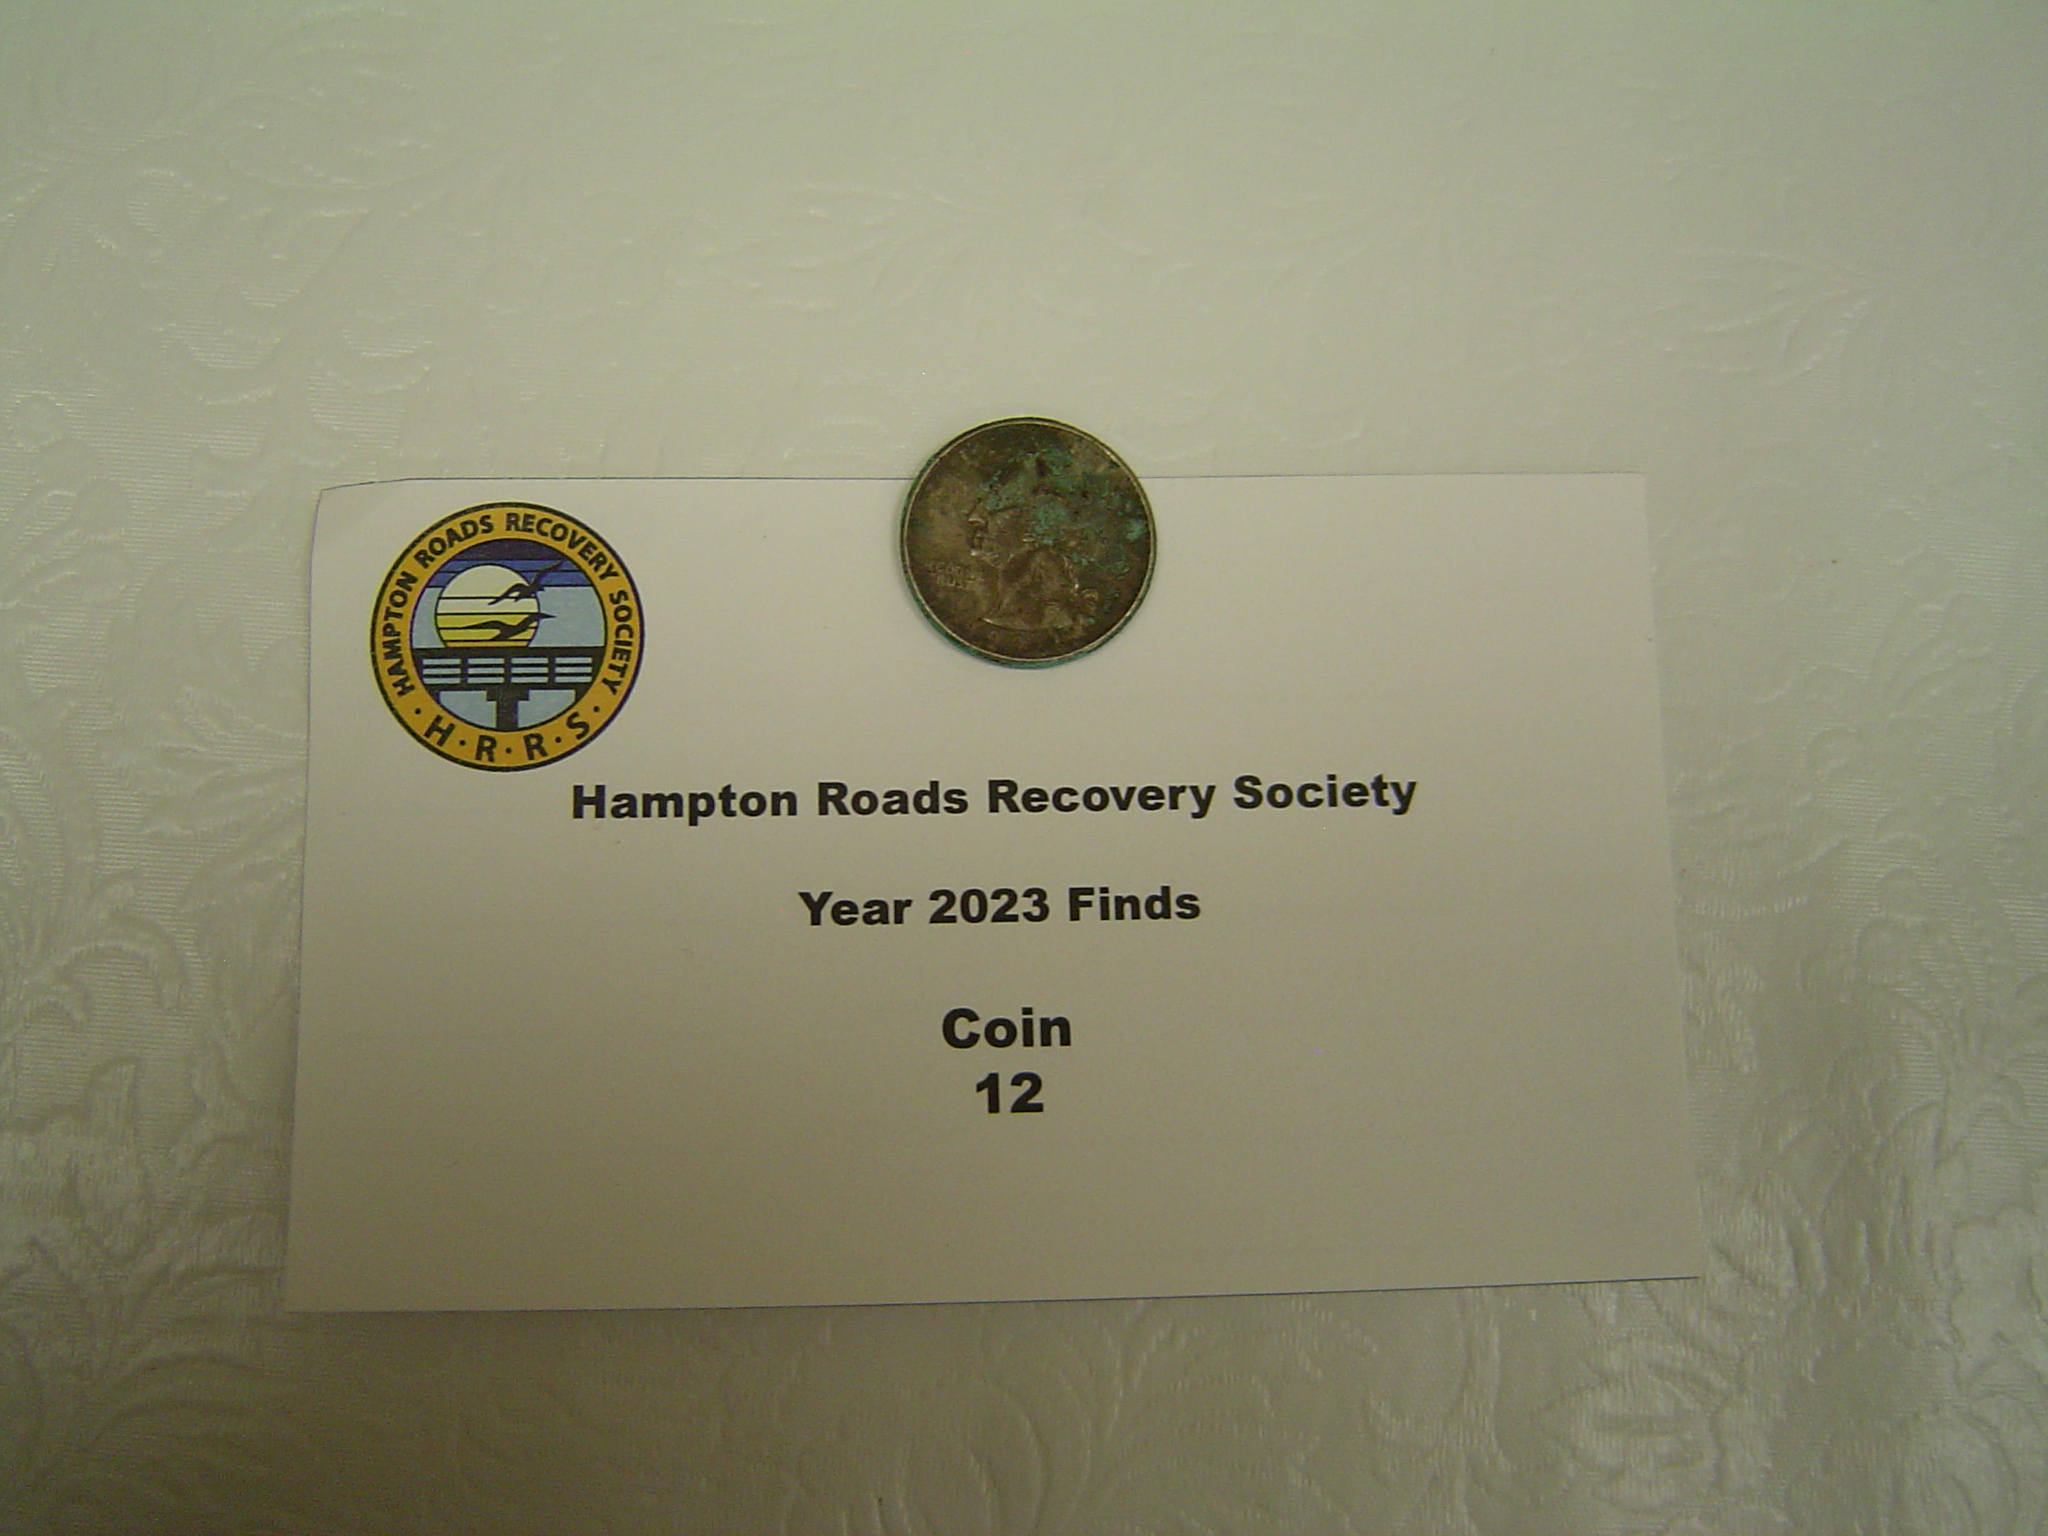 HAMPTON ROADS RECOVERY SOCIETY
· H · R · R · S ·
Hampton Roads Recovery Society
Year 2023 Finds
Coin
12